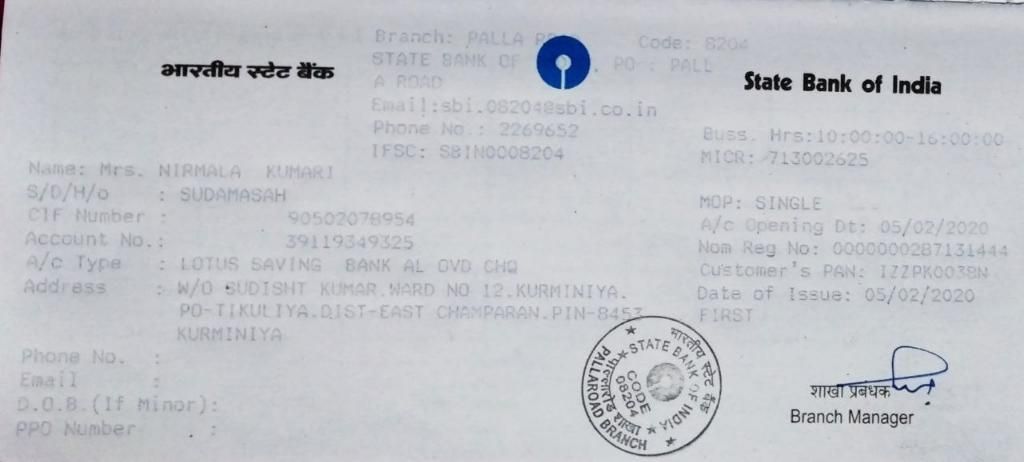 Branch: PALLA Code: 8204
STATE BANK OF , PO : PALL
A ROAD
भारतीय स्टेट बैंक
State Bank of India
Email:sbi.08204@sbi.co.in
Phone No.: 2269652
IFSC: SBIN0008204
Buss. Hrs:10:00:00-16:00:00
MICR: 713002625
Name: Mrs. NIRMALA KUMARI
S/D/H/o : SUDAMASAH
CIF Number : 90502078954
Account No.: 39119349325
A/c Type : LOTUS SAVING BANK AL OVD CHQ
Address : W/O SUDISHT KUMAR.WARD NO 12.KURMINIYA.
PO-TIKULIYA.DIST-EAST CHAMPARAN.PIN-8453
KURMINIYA
MOP: SINGLE
A/c Opening Dt: 05/02/2020
Nom Reg No: 0000000287131444
Customer's PAN: IZZPK0038N
Date of Issue: 05/02/2020
FIRST
Phone No. :
Email :
D.O.B.(If Minor):
PPO Number :
भारतीय स्टेट बैंक
STATE BANK OF INDIA
CODE
08204
शाखा
PALLAROAD BRANCH
शाखा प्रबंधक
Branch Manager